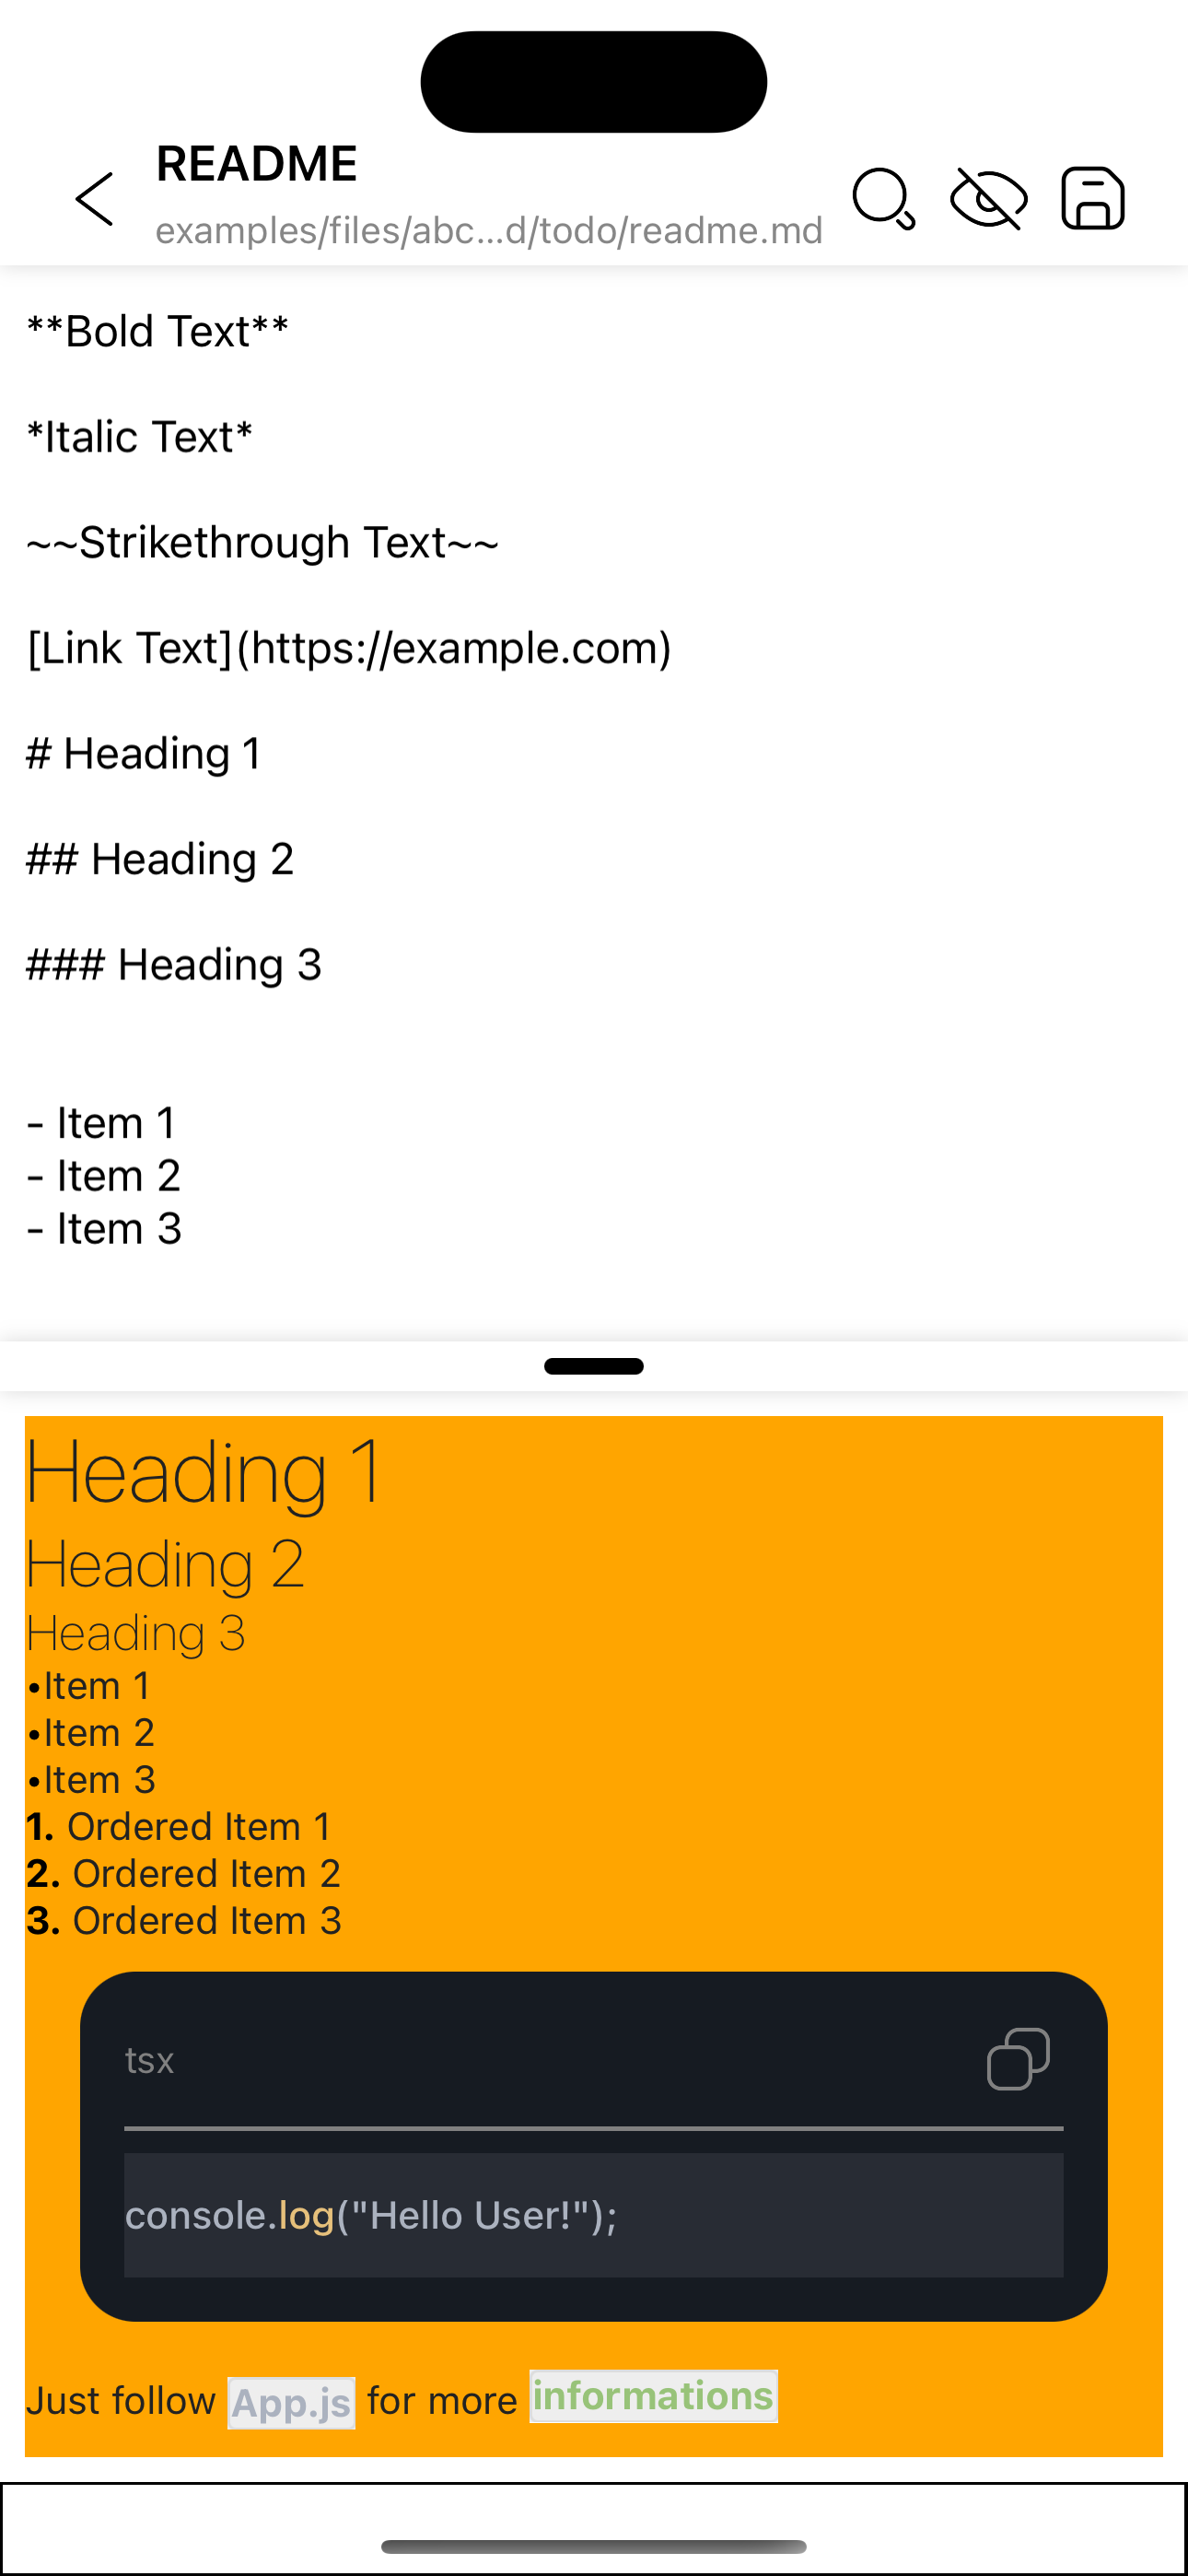 README
examples/files/abc...d/todo/readme.md
**Bold Text**
*Italic Text*
~~Strikethrough Text~~
[Link Text](https://example.com)
# Heading 1
## Heading 2
### Heading 3
- Item 1
- Item 2
- Item 3
Heading 1
Heading 2
Heading 3
•Item 1
•Item 2
•Item 3
1. Ordered Item 1
2. Ordered Item 2
3. Ordered Item 3
tsx
console.log("Hello User!");
Just follow App.js for more informations